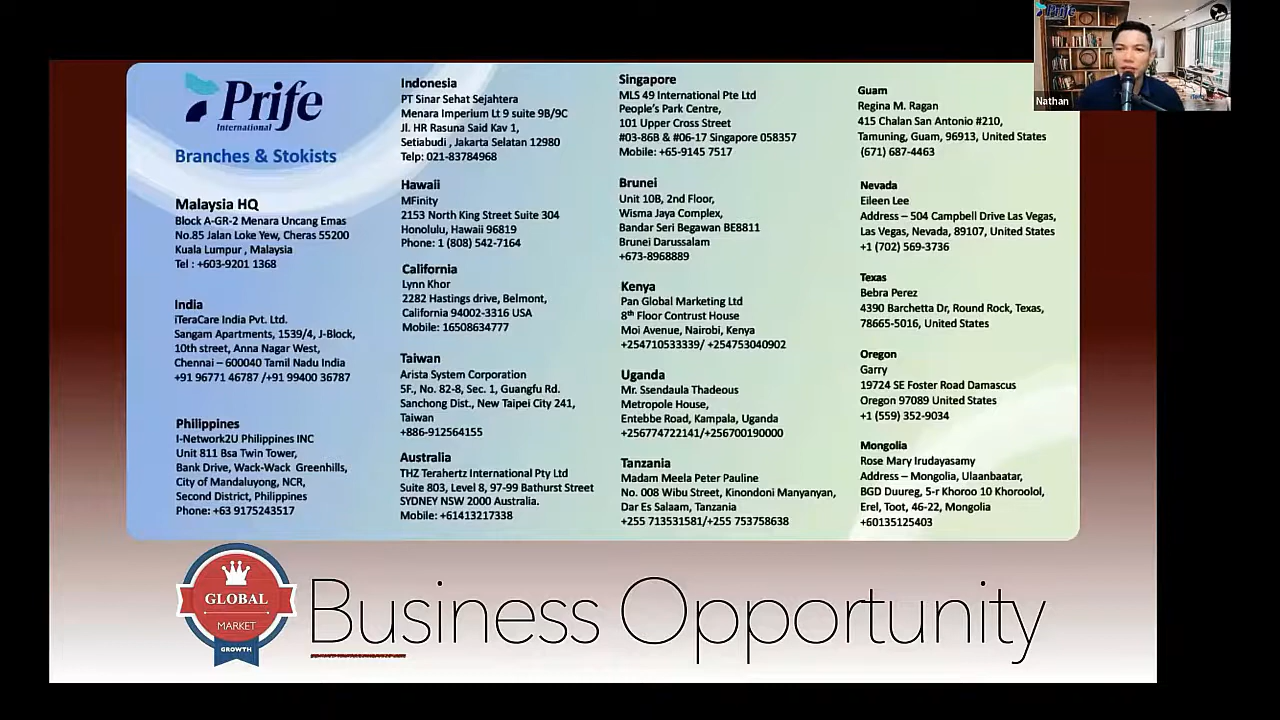 Prife
International
Branches & Stokists
Malaysia HQ
Block A-GR-2 Menara Uncang Emas
No.85 Jalan Loke Yew, Cheras 55200
Kuala Lumpur , Malaysia
Tel : +603-9201 1368
India
iTeraCare India Pvt. Ltd.
Sangam Apartments, 1539/4, J-Block,
10th street, Anna Nagar West,
Chennai – 600040 Tamil Nadu India
+91 96771 46787 /+91 99400 36787
Philippines
I-Network2U Philippines INC
Unit 811 Bsa Twin Tower,
Bank Drive, Wack-Wack Greenhills,
City of Mandaluyong, NCR,
Second District, Philippines
Phone: +63 9175243517
Indonesia
PT Sinar Sehat Sejahtera
Menara Imperium Lt 9 suite 9B/9C
Jl. HR Rasuna Said Kav 1,
Setiabudi , Jakarta Selatan 12980
Telp: 021-83784968
Hawaii
MFinity
2153 North King Street Suite 304
Honolulu, Hawaii 96819
Phone: 1 (808) 542-7164
California
Lynn Khor
2282 Hastings drive, Belmont,
California 94002-3316 USA
Mobile: 16508634777
Taiwan
Arista System Corporation
5F., No. 82-8, Sec. 1, Guangfu Rd.
Sanchong Dist., New Taipei City 241,
Taiwan
+886-912564155
Australia
THZ Terahertz International Pty Ltd
Suite 803, Level 8, 97-99 Bathurst Street
SYDNEY NSW 2000 Australia.
Mobile: +61413217338
Singapore
MLS 49 International Pte Ltd
People's Park Centre,
101 Upper Cross Street
#03-86B & #06-17 Singapore 058357
Mobile: +65-9145 7517
Brunei
Unit 10B, 2nd Floor,
Wisma Jaya Complex,
Bandar Seri Begawan BE8811
Brunei Darussalam
+673-8968889
Kenya
Pan Global Marketing Ltd
8th Floor Contrust House
Moi Avenue, Nairobi, Kenya
+254710533339/ +254753040902
Uganda
Mr. Ssendaula Thadeous
Metropole House,
Entebbe Road, Kampala, Uganda
+256774722141/+256700190000
Tanzania
Madam Meela Peter Pauline
No. 008 Wibu Street, Kinondoni Manyanyan,
Dar Es Salaam, Tanzania
+255 713531581/+255 753758638
Guam
Regina M. Ragan
415 Chalan San Antonio #210,
Tamuning, Guam, 96913, United States
(671) 687-4463
Nevada
Eileen Lee
Address – 504 Campbell Drive Las Vegas,
Las Vegas, Nevada, 89107, United States
+1 (702) 569-3736
Texas
Bebra Perez
4390 Barchetta Dr, Round Rock, Texas,
78665-5016, United States
Oregon
Garry
19724 SE Foster Road Damascus
Oregon 97089 United States
+1 (559) 352-9034
Mongolia
Rose Mary Irudayasamy
Address – Mongolia, Ulaanbaatar,
BGD Duureg, 5-r Khoroo 10 Khoroolol,
Erel, Toot, 46-22, Mongolia
+60135125403
Prife
Nathan
GLOBAL
MARKET
GROWTH
Business Opportunity